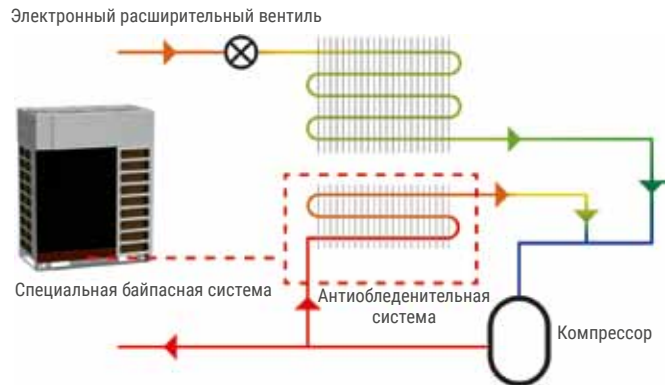 Электронный расширительный вентиль
Специальная байпасная система
Антиобледенительная
система
Компрессор